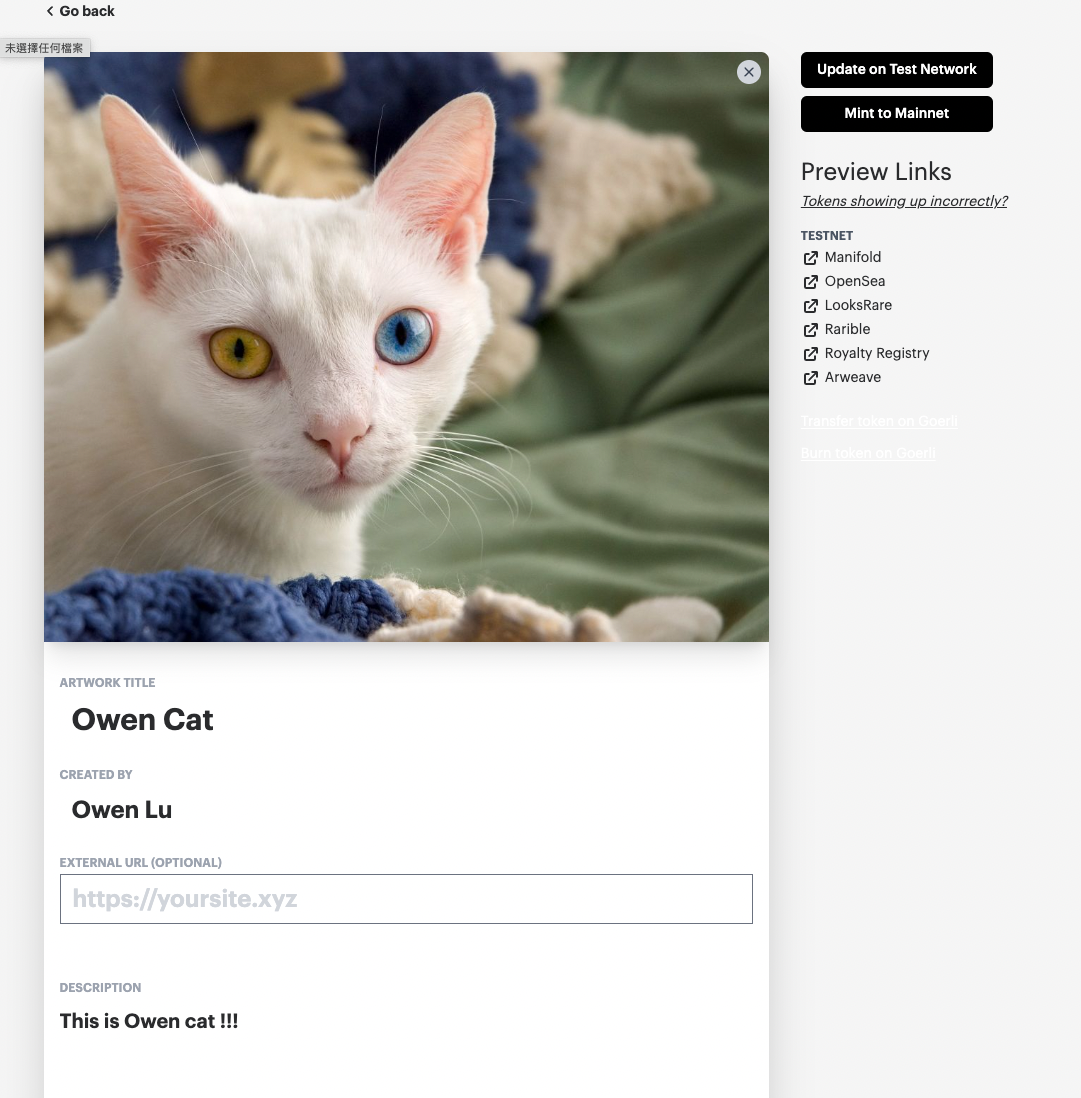 Go back
未選擇任何檔案
Update on Test Network
Mint to Mainnet
Preview Links
Tokens showing up incorrectly?
TESTNET
Manifold
OpenSea
LooksRare
Rarible
Royalty Registry
Arweave
Transfer token on Goerli
Burn token on Goerli
ARTWORK TITLE
Owen Cat
CREATED BY
Owen Lu
EXTERNAL URL (OPTIONAL)
https://yoursite.xyz
DESCRIPTION
This is Owen cat !!!